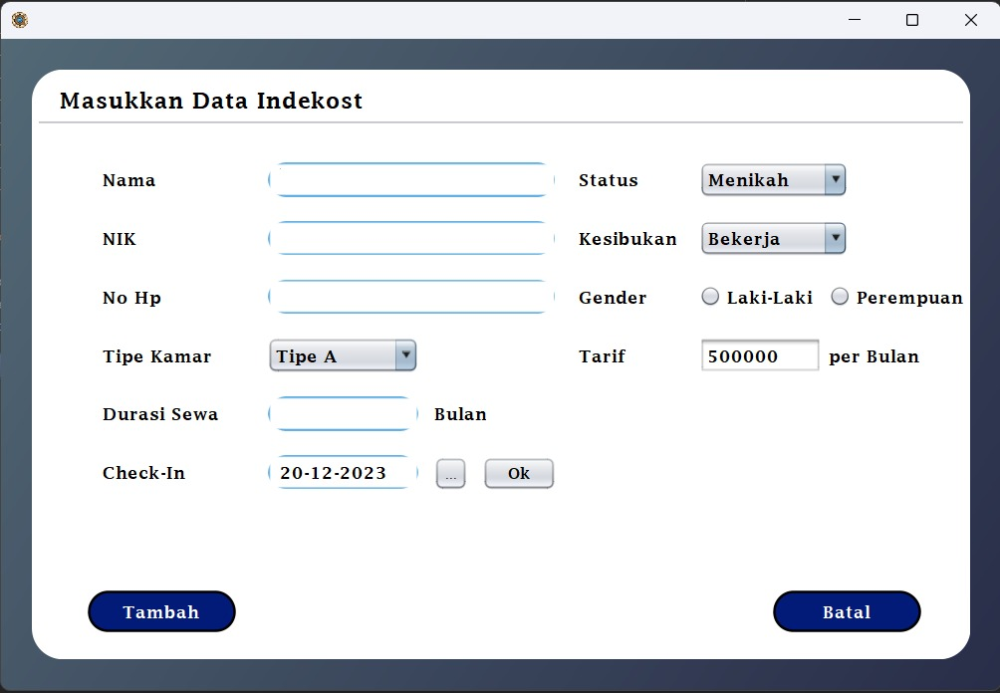 Masukkan Data Indekost
Nama Status Menikah
NIK Kesibukan Bekerja
No Hp Gender Laki-Laki Perempuan
Tipe Kamar Tipe A Tarif 500000 per Bulan
Durasi Sewa Bulan
Check-In 20-12-2023 ... Ok
Tambah Batal